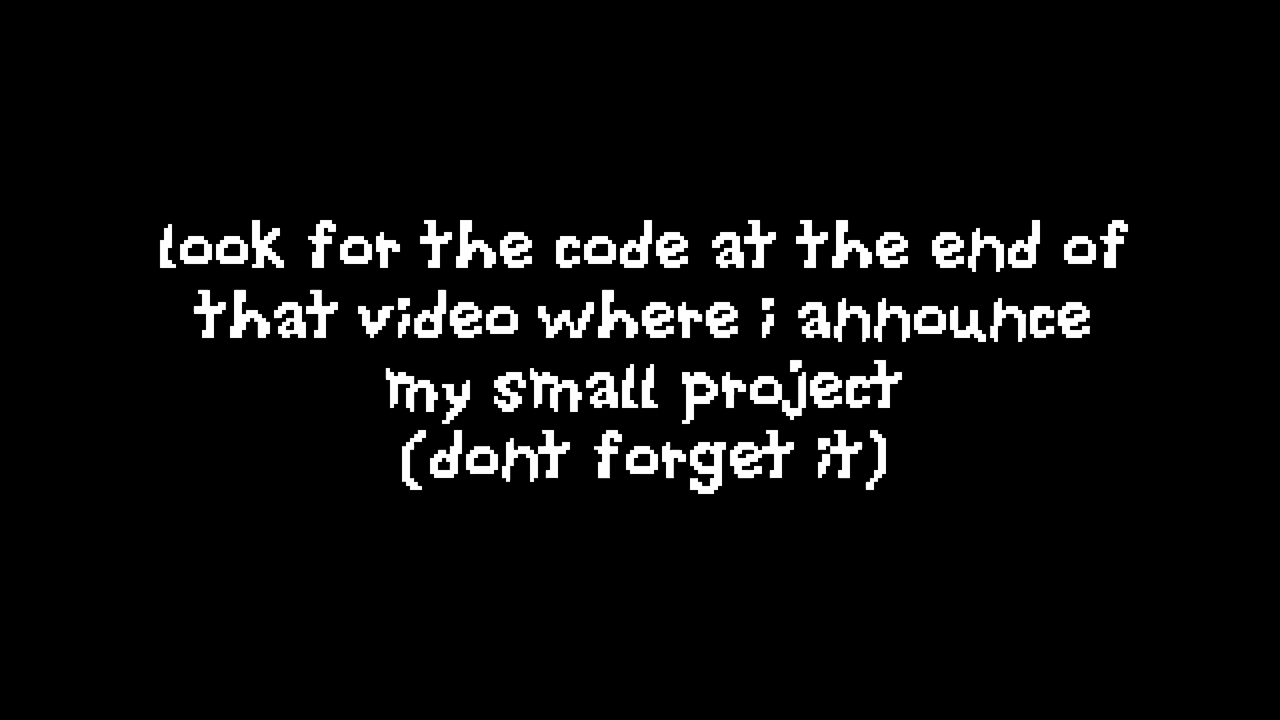 look for the code at the end of
that video where i announce
my small project
(dont forget it)